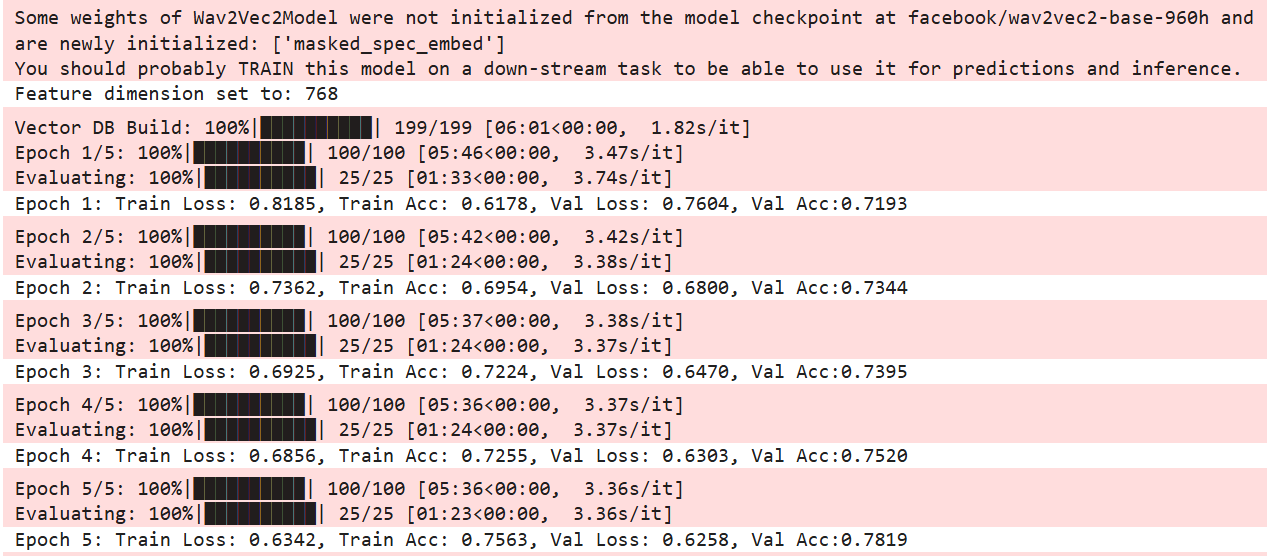 Some weights of Wav2Vec2Model were not initialized from the model checkpoint at facebook/wav2vec2-base-960h and
are newly initialized: ['masked_spec_embed']
You should probably TRAIN this model on a down-stream task to be able to use it for predictions and inference.
Feature dimension set to: 768
Vector DB Build: 100%|██████████| 199/199 [06:01<00:00,  1.82s/it]
Epoch 1/5: 100%|██████████| 100/100 [05:46<00:00,  3.47s/it]
Evaluating: 100%|██████████| 25/25 [01:33<00:00,  3.74s/it]
Epoch 1: Train Loss: 0.8185, Train Acc: 0.6178, Val Loss: 0.7604, Val Acc:0.7193
Epoch 2/5: 100%|██████████| 100/100 [05:42<00:00,  3.42s/it]
Evaluating: 100%|██████████| 25/25 [01:24<00:00,  3.38s/it]
Epoch 2: Train Loss: 0.7362, Train Acc: 0.6954, Val Loss: 0.6800, Val Acc:0.7344
Epoch 3/5: 100%|██████████| 100/100 [05:37<00:00,  3.38s/it]
Evaluating: 100%|██████████| 25/25 [01:24<00:00,  3.37s/it]
Epoch 3: Train Loss: 0.6925, Train Acc: 0.7224, Val Loss: 0.6470, Val Acc:0.7395
Epoch 4/5: 100%|██████████| 100/100 [05:36<00:00,  3.37s/it]
Evaluating: 100%|██████████| 25/25 [01:24<00:00,  3.37s/it]
Epoch 4: Train Loss: 0.6856, Train Acc: 0.7255, Val Loss: 0.6303, Val Acc:0.7520
Epoch 5/5: 100%|██████████| 100/100 [05:36<00:00,  3.36s/it]
Evaluating: 100%|██████████| 25/25 [01:23<00:00,  3.36s/it]
Epoch 5: Train Loss: 0.6342, Train Acc: 0.7563, Val Loss: 0.6258, Val Acc:0.7819